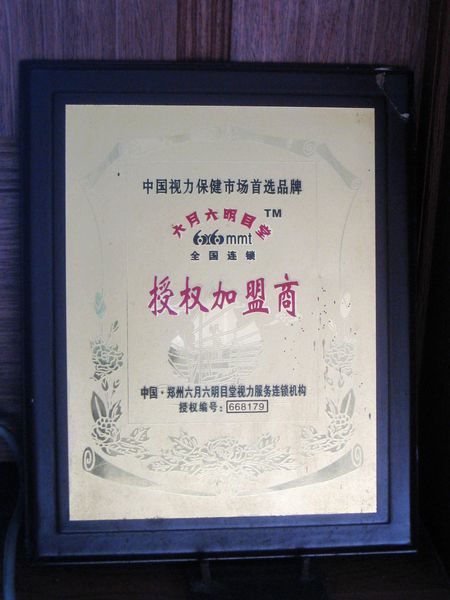 中国视力保健市场首选品牌
六月六明目堂TM
6x6mmt
全国连锁
授权加盟商
中国·郑州六月六明目堂视力服务连锁机构
授权编号：668179